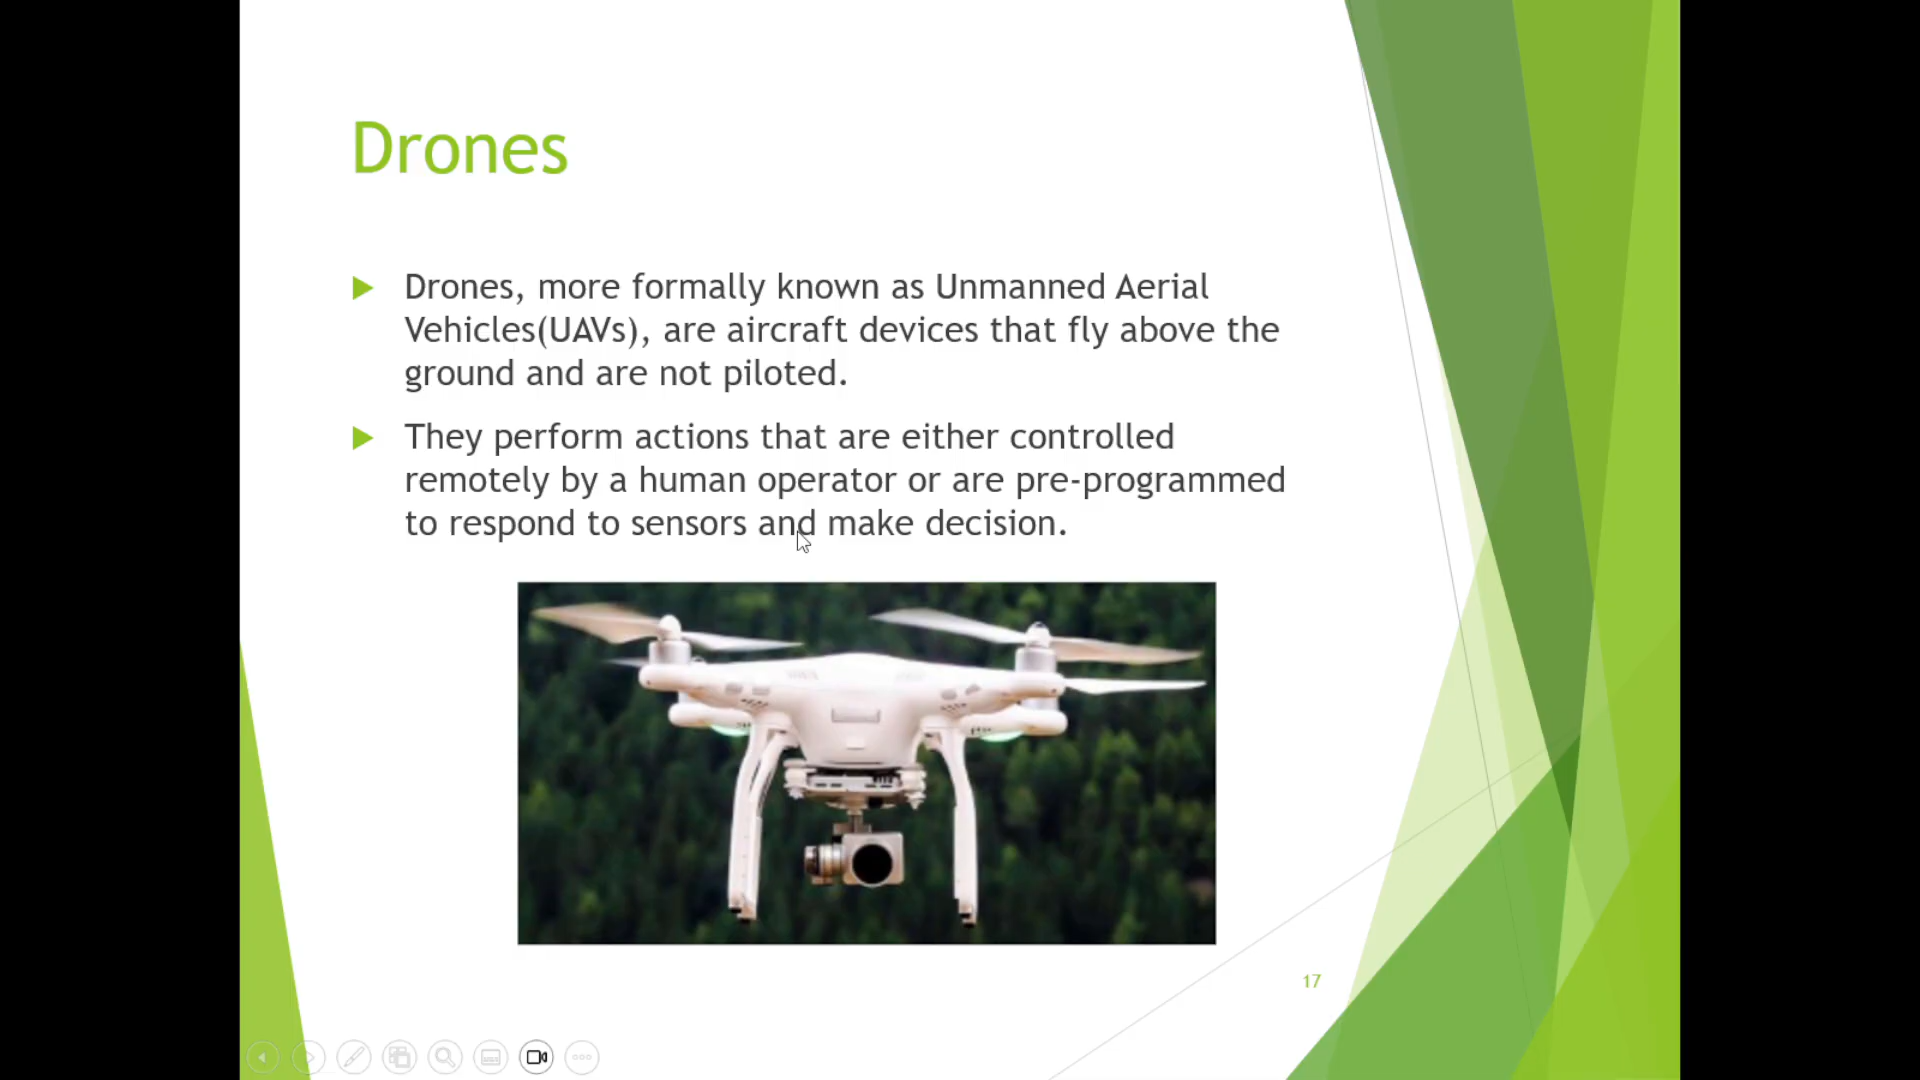 Drones
Drones, more formally known as Unmanned Aerial
Vehicles(UAVs), are aircraft devices that fly above the
ground and are not piloted.
They perform actions that are either controlled
remotely by a human operator or are pre-programmed
to respond to sensors and make decision.
17